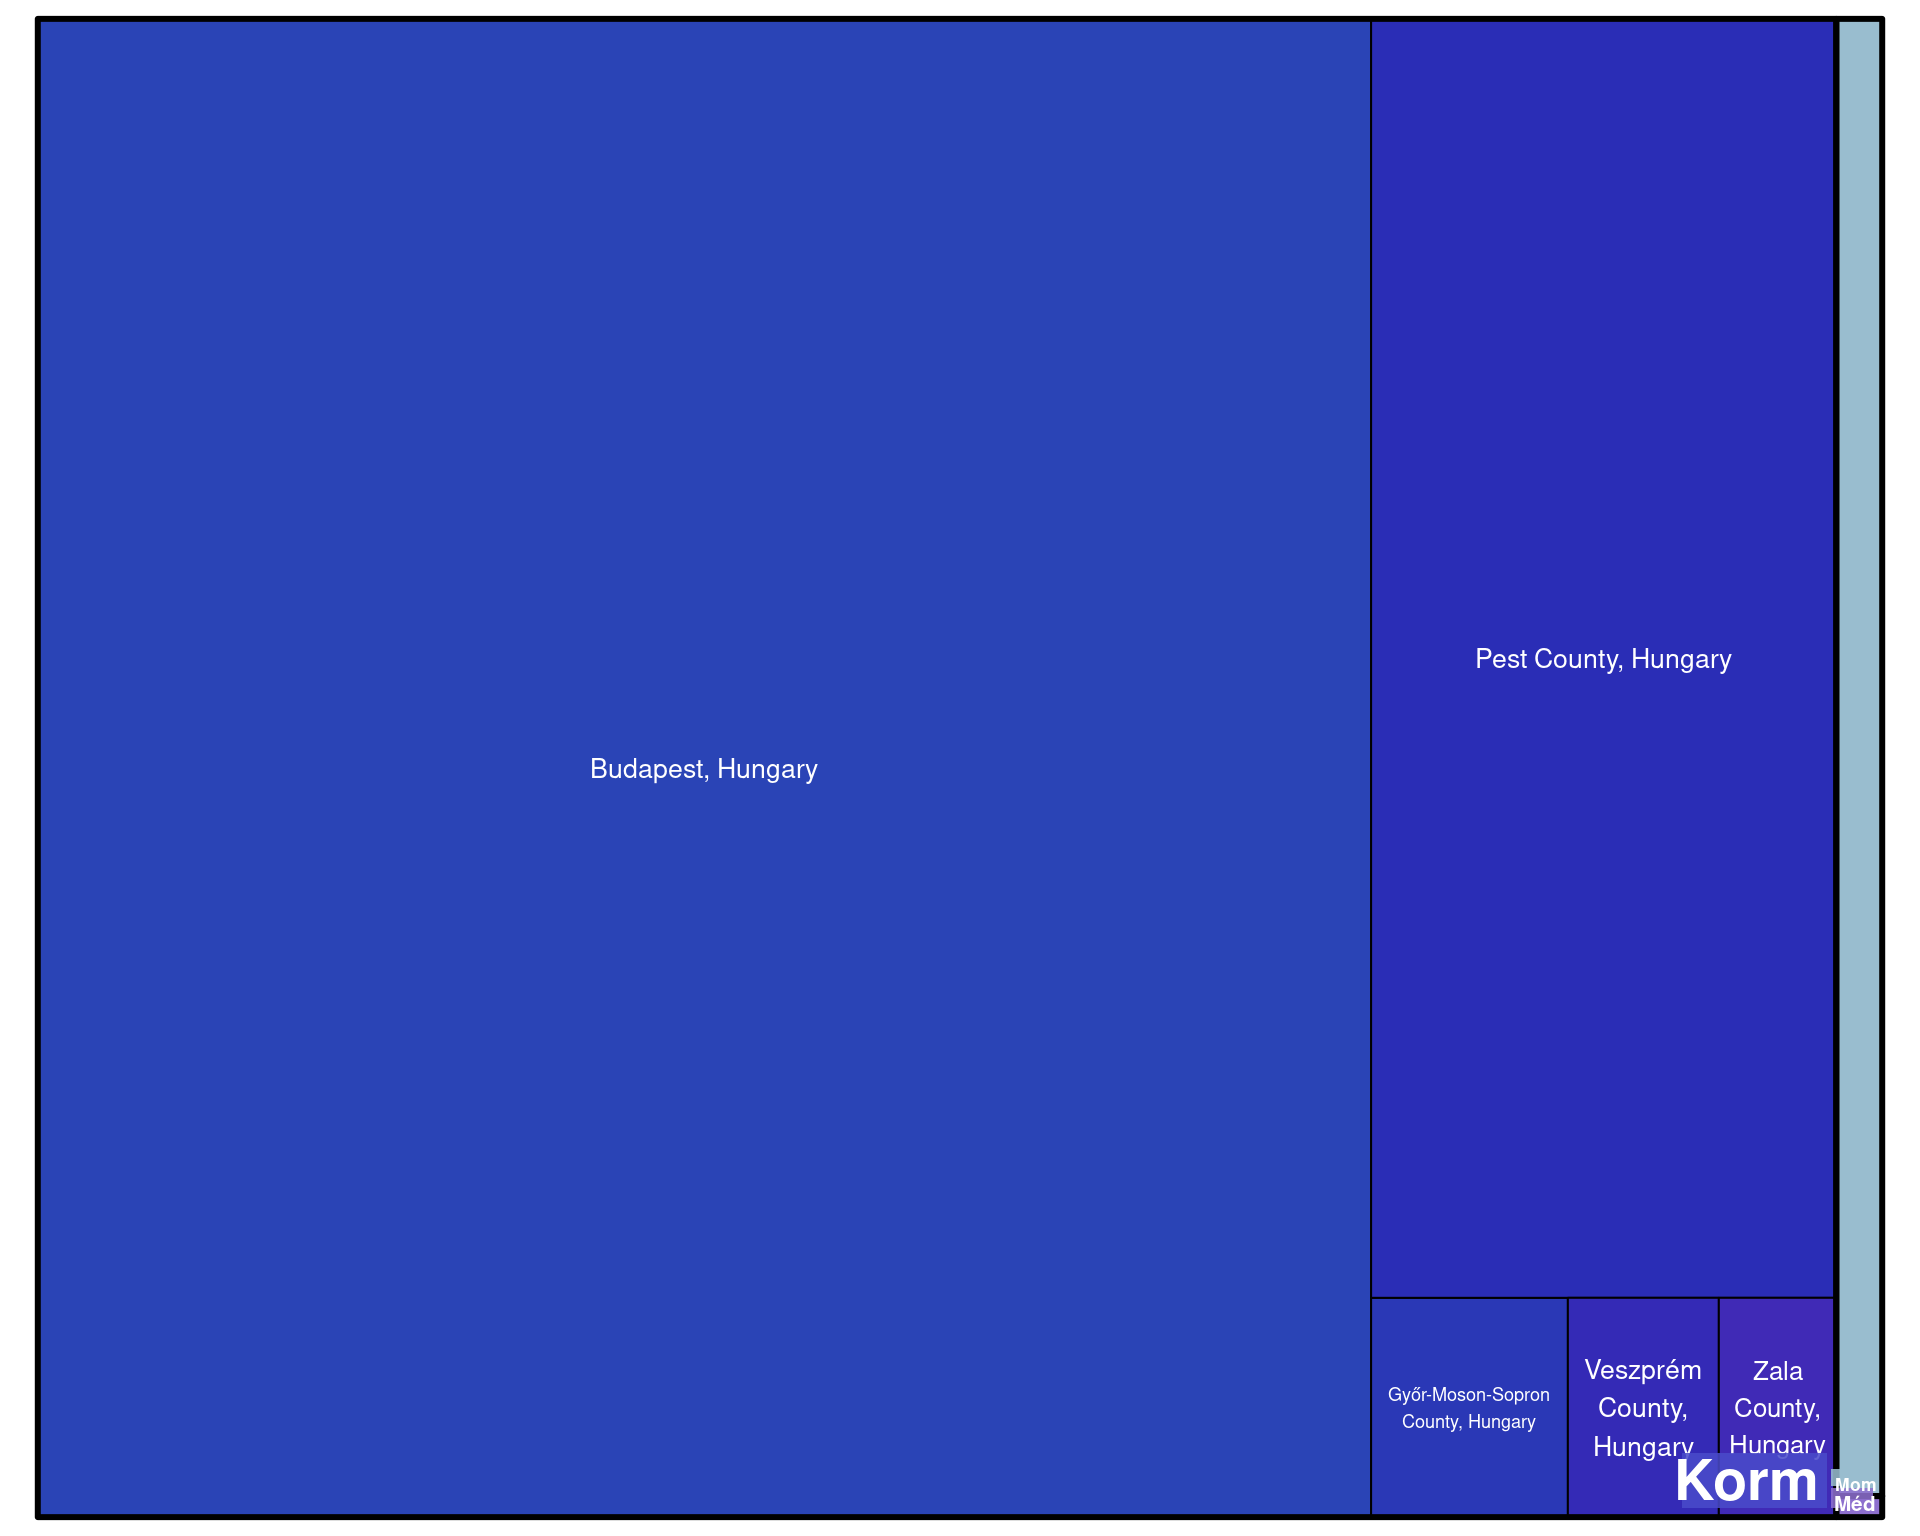 Budapest, Hungary
Pest County, Hungary
Győr-Moson-Sopron
County, Hungary
Veszprém
County,
Hungary
Zala
County,
Hungary
Korm
Mom
Méd